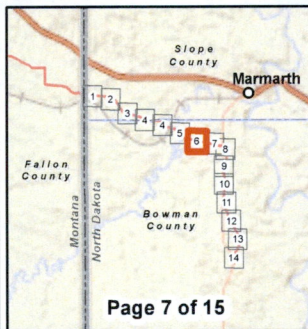 Slope
County
Marmarth
1
2
3
4
4
5
6
7
8
Fallon
County
9
10
Montana
North Dakota
Bowman
County
11
12
13
14
Page 7 of 15